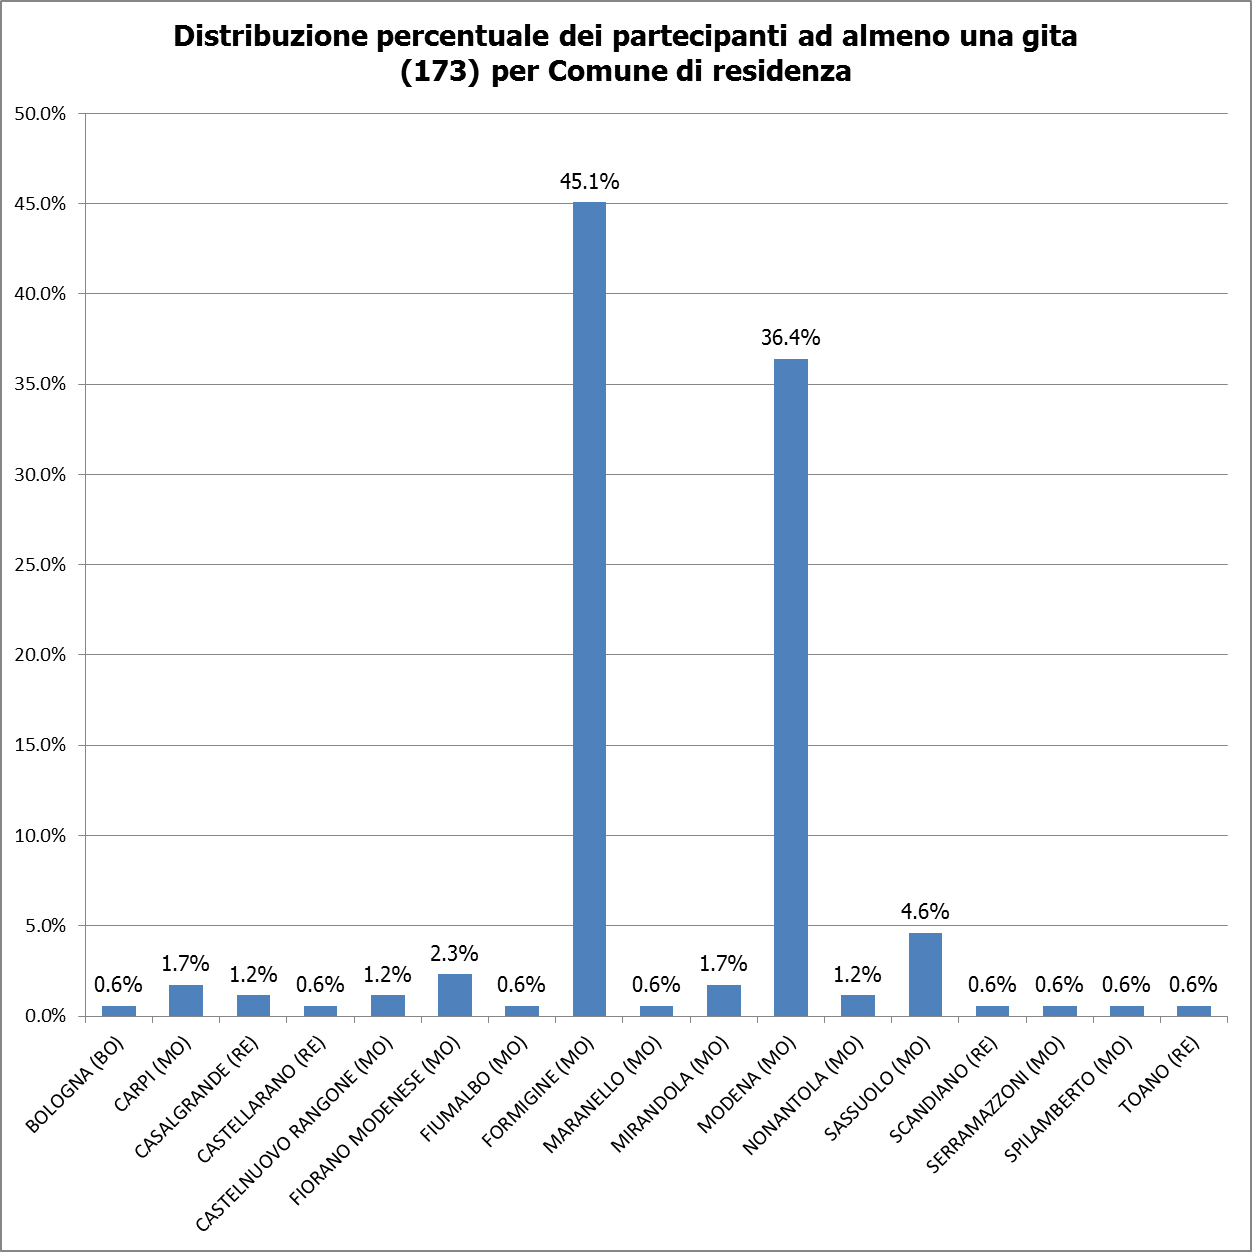 Distribuzione percentuale dei partecipanti ad almeno una gita
(173) per Comune di residenza
50.0%
45.0%
40.0%
35.0%
30.0%
25.0%
20.0%
15.0%
10.0%
5.0%
0.0%
0.6%
1.7%
1.2%
0.6%
1.2%
2.3%
0.6%
45.1%
0.6%
1.7%
36.4%
1.2%
4.6%
0.6%
0.6%
0.6%
0.6%
BOLOGNA (BO)
CARPI (MO)
CASALGRANDE (RE)
CASTELLARANO (RE)
CASTELNUOVO RANGONE (MO)
FIORANO MODENESE (MO)
FIUMALBO (MO)
FORMIGINE (MO)
MARANELLO (MO)
MIRANDOLA (MO)
MODENA (MO)
NONANTOLA (MO)
SASSUOLO (MO)
SCANDIANO (RE)
SERRAMAZZONI (MO)
SPILAMBERTO (MO)
TOANO (RE)